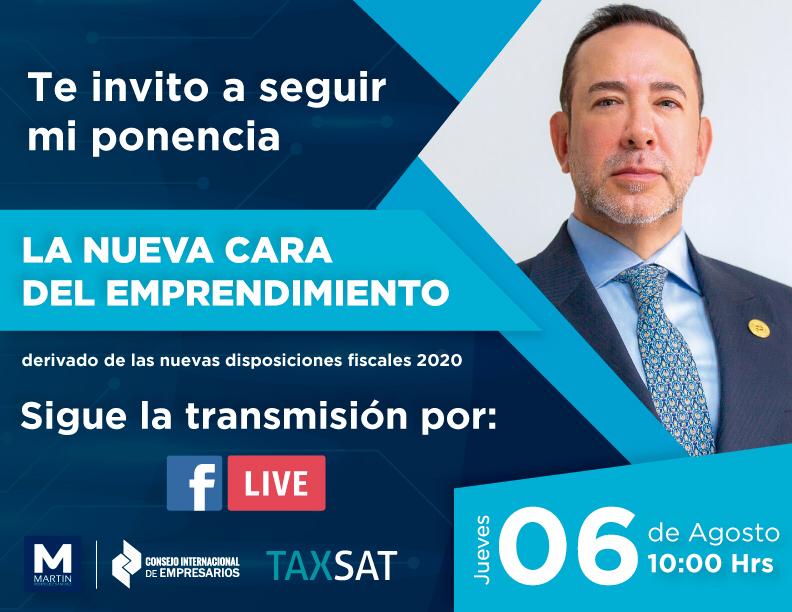 Te invito a seguir
mi ponencia
LA NUEVA CARA
DEL EMPRENDIMIENTO
derivado de las nuevas disposiciones fiscales 2020
Sigue la transmisión por:
f LIVE
M
MARTIN
CONSEJO INTERNACIONAL
DE EMPRESARIOS
TAXSAT
Jueves
06
de Agosto
10:00 Hrs